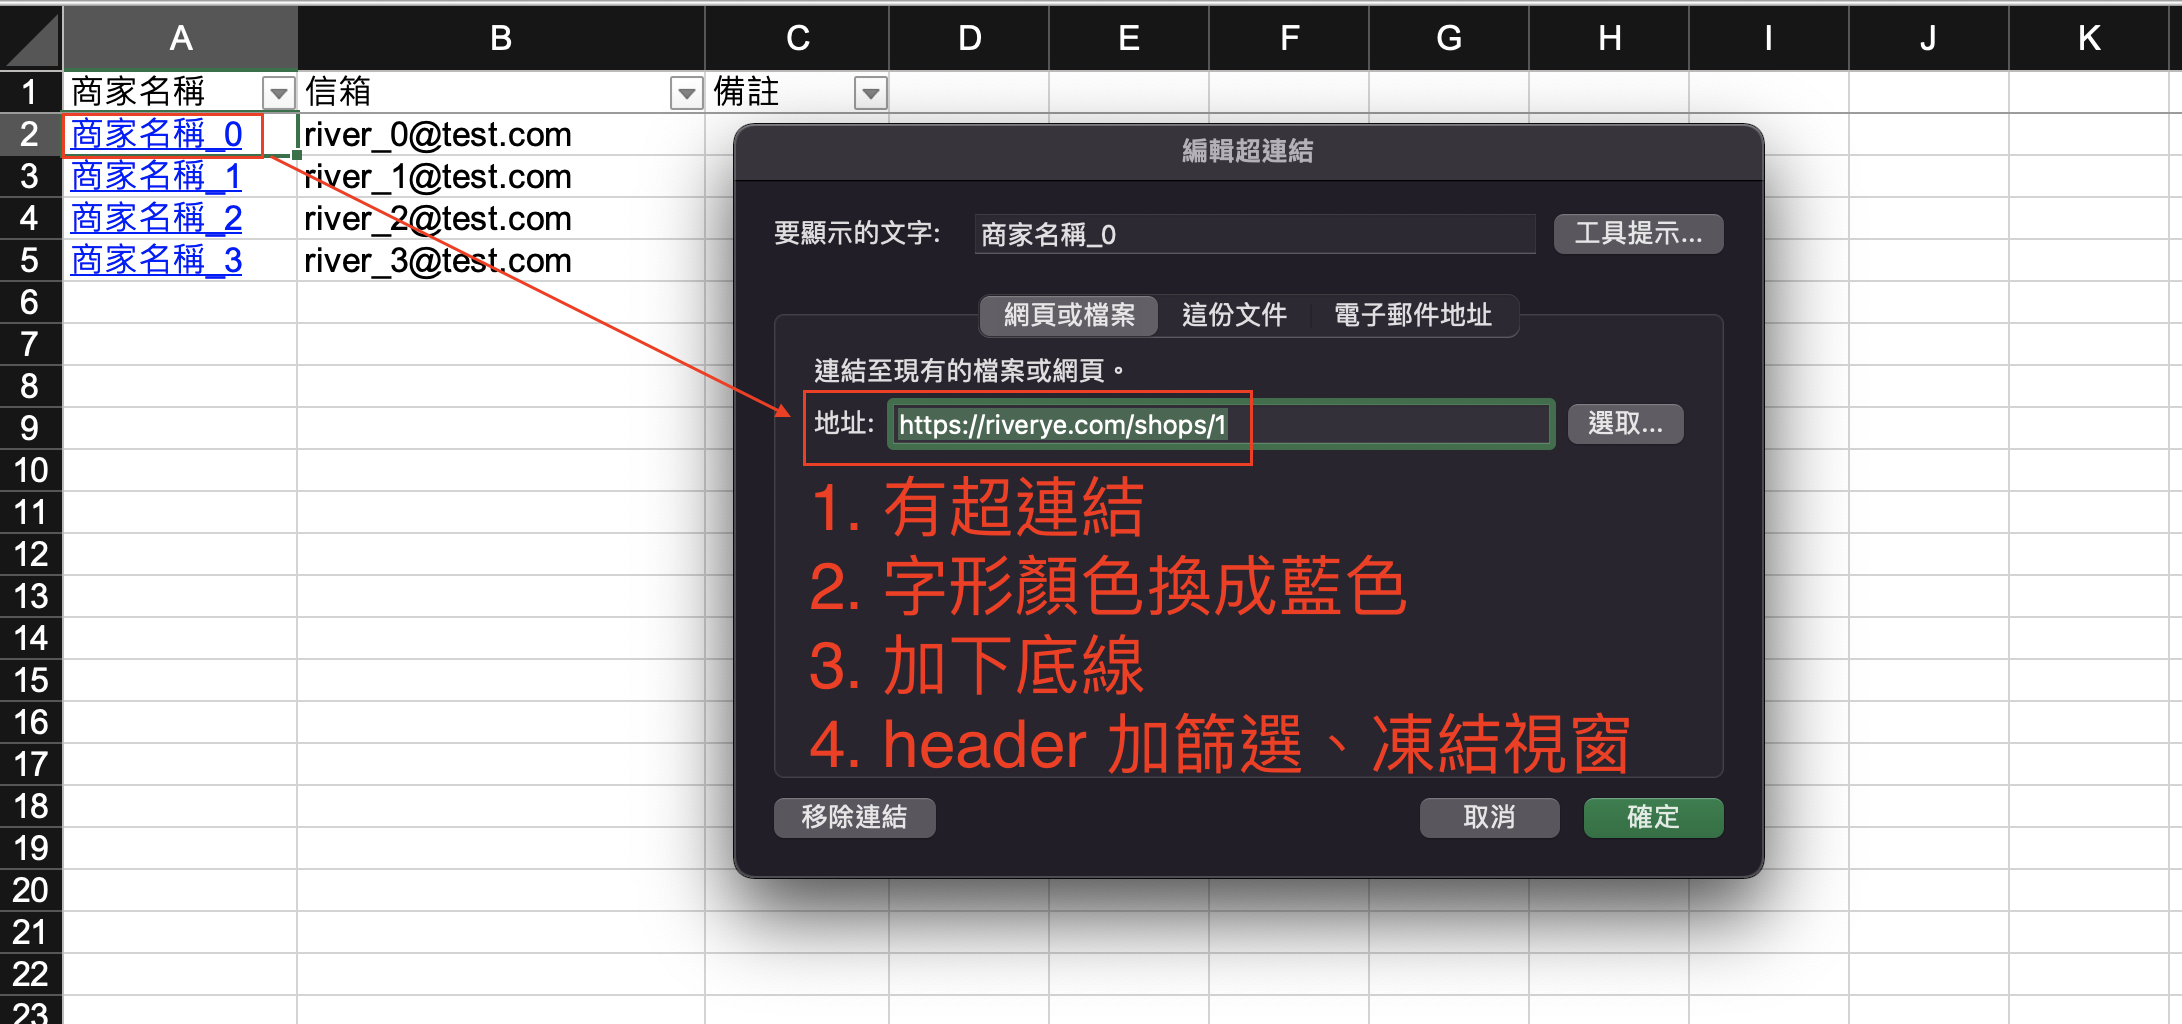 A B C D E F G H I J K
1 商家名稱 信箱 備註
2 商家名稱_0 river_0@test.com
3 商家名稱_1 river_1@test.com
4 商家名稱_2 river_2@test.com
5 商家名稱_3 river_3@test.com
6
7
8
9
10
11
12
13
14
15
16
17
18
19
20
21
22
23
編輯超連結
要顯示的文字: 商家名稱_0 工具提示...
網頁或檔案 這份文件 電子郵件地址
連結至現有的檔案或網頁。
地址: https://riverye.com/shops/1 選取...
1. 有超連結
2. 字形顏色換成藍色
3. 加下底線
4. header 加篩選、凍結視窗
移除連結 取消 確定